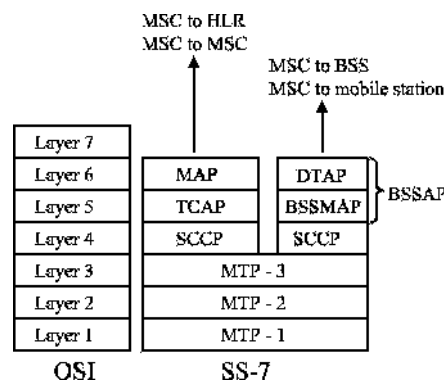 MSC to HLR
MSC to MSC
MSC to BSS
MSC to mobile station
Layer 7
Layer 6
MAP
DTAP
BSSAP
Layer 5
TCAP
BSSMAP
Layer 4
SCCP
SCCP
Layer 3
MTP - 3
Layer 2
MTP - 2
Layer 1
MTP - 1
OSI
SS-7